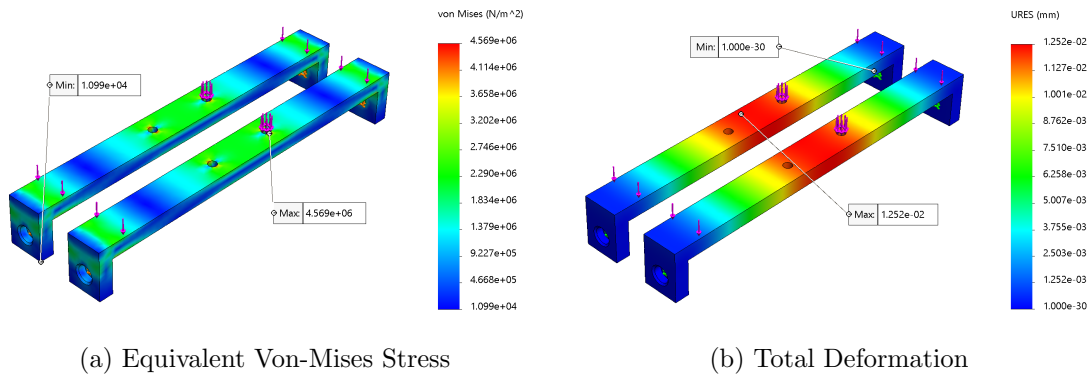 von Mises (N/m^2)
4.569e+06
4.114e+06
3.658e+06
3.202e+06
2.746e+06
2.290e+06
1.834e+06
1.379e+06
9.227e+05
4.668e+05
1.099e+04
Min: 1.099e+04
Max: 4.569e+06
(a) Equivalent Von-Mises Stress
URES (mm)
1.252e-02
1.127e-02
1.001e-02
8.762e-03
7.510e-03
6.259e-03
5.007e-03
3.755e-03
2.503e-03
1.252e-03
1.000e-30
Min: 1.000e-30
Max: 1.252e-02
(b) Total Deformation